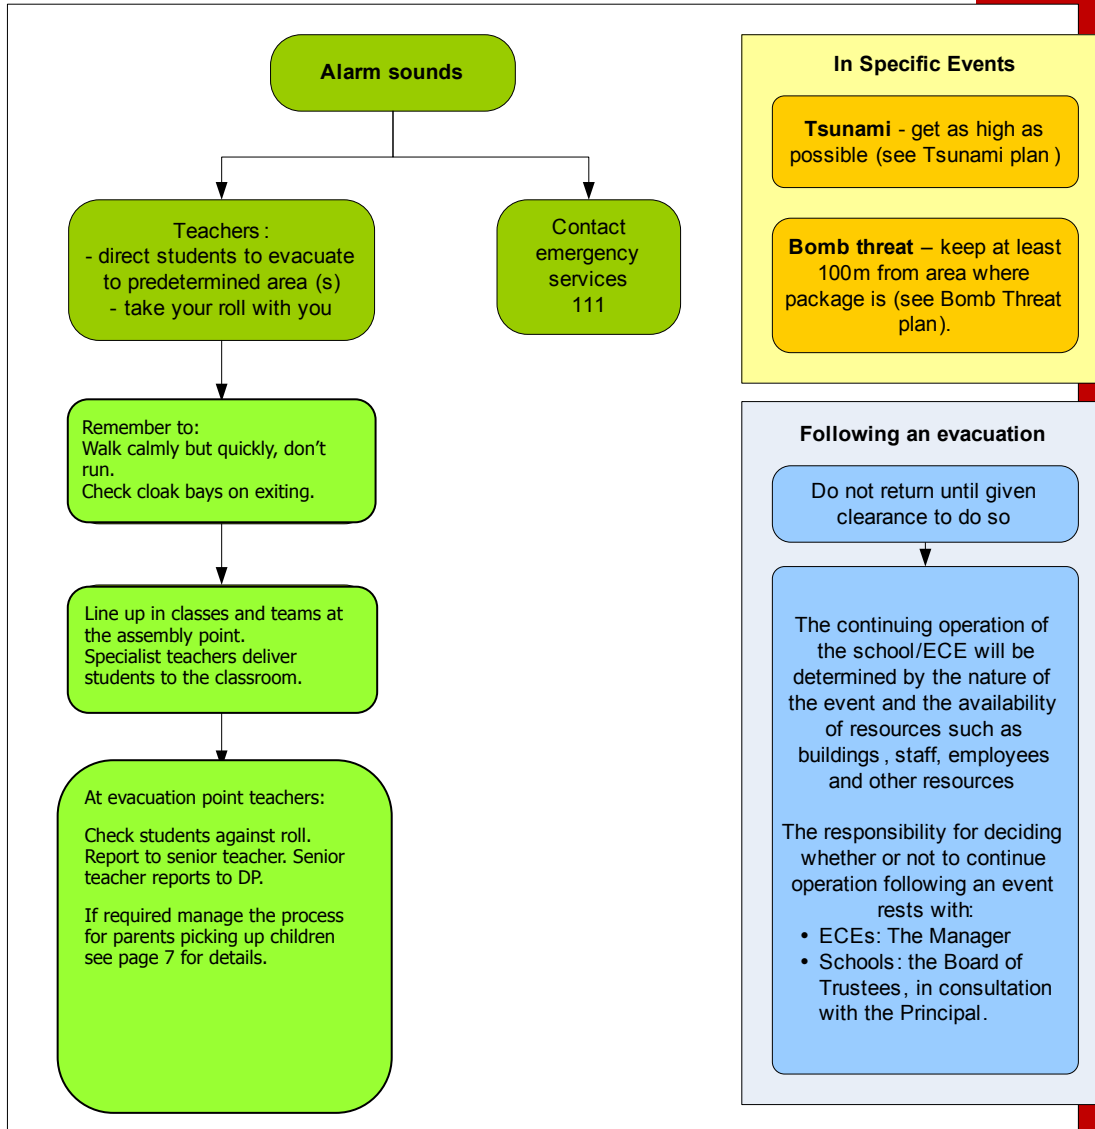 Alarm sounds
Teachers :
- direct students to evacuate
to predetermined area (s)
- take your roll with you
Contact
emergency
services
111
Remember to:
Walk calmly but quickly, don’t
run.
Check cloak bays on exiting.
Line up in classes and teams at
the assembly point.
Specialist teachers deliver
students to the classroom.
At evacuation point teachers:
Check students against roll.
Report to senior teacher. Senior
teacher reports to DP.
If required manage the process
for parents picking up children
see page 7 for details.
In Specific Events
Tsunami - get as high as
possible (see Tsunami plan )
Bomb threat – keep at least
100m from area where
package is (see Bomb Threat
plan).
Following an evacuation
Do not return until given
clearance to do so
The continuing operation of
the school/ECE will be
determined by the nature of
the event and the availability
of resources such as
buildings , staff, employees
and other resources
The responsibility for deciding
whether or not to continue
operation following an event
rests with:
• ECEs: The Manager
• Schools : the Board of
Trustees, in consultation
with the Principal.